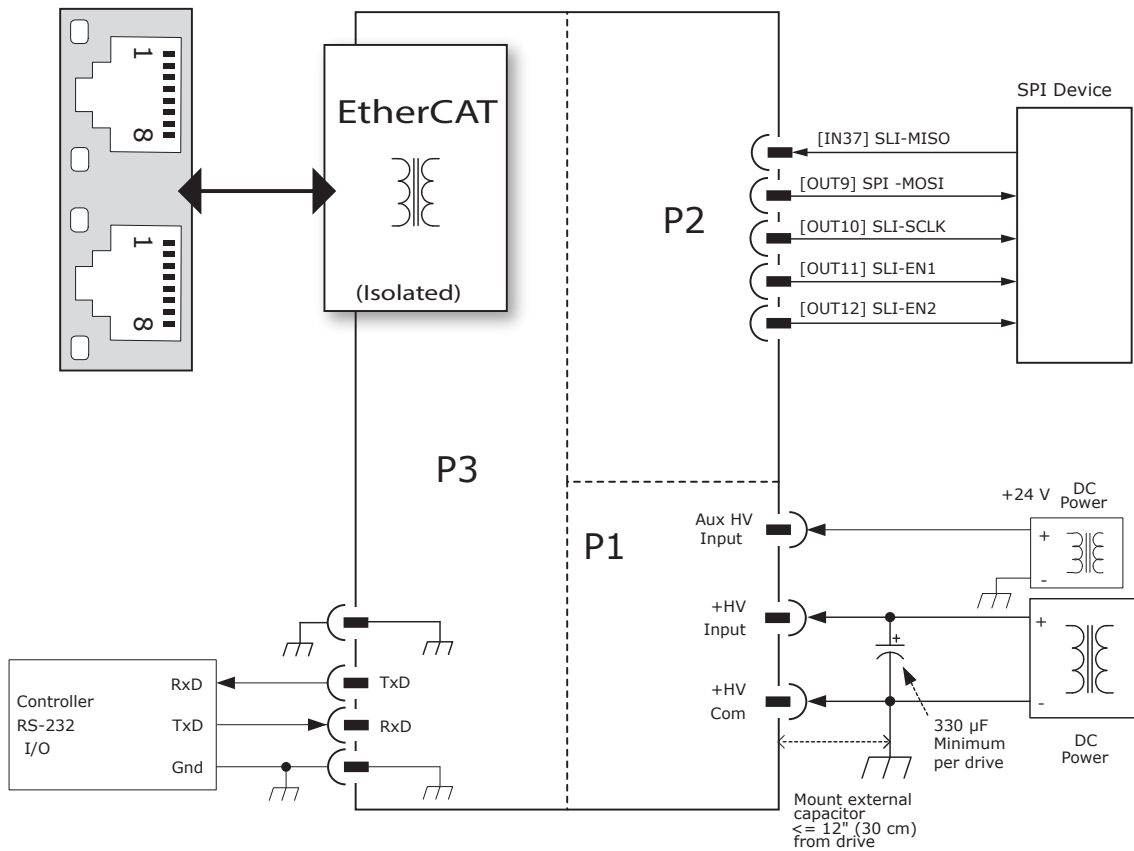 1
8
1
8
EtherCAT
(Isolated)
P2
SPI Device
[IN37] SLI-MISO
[OUT9] SPI -MOSI
[OUT10] SLI-SCLK
[OUT11] SLI-EN1
[OUT12] SLI-EN2
P3
P1
+24 V
DC
Power
Aux HV
Input
+
-
+HV
Input
+
+
+HV
Com
-
330 µF
Minimum
per drive
DC
Power
Mount external
capacitor
<= 12" (30 cm)
from drive
Controller
RS-232
I/O
RxD
TxD
TxD
RxD
Gnd